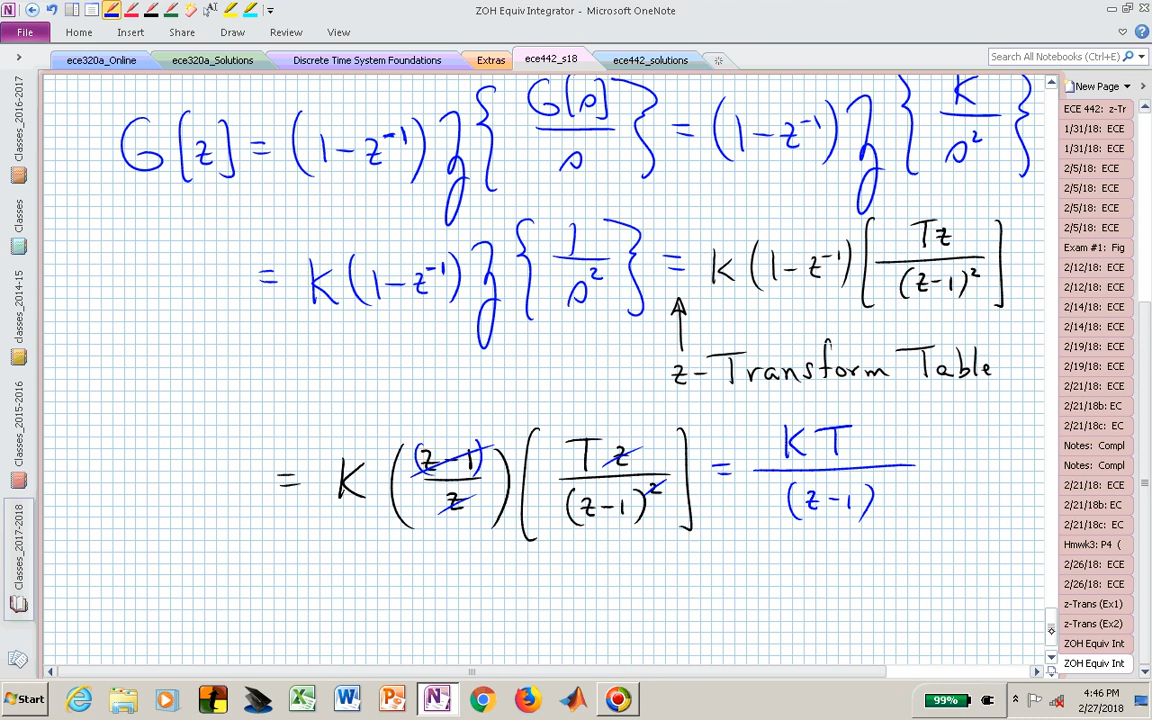 ZOH Equiv Integrator - Microsoft OneNote
File Home Insert Share Draw Review View
ece320a_Online ece320a_Solutions Discrete Time System Foundations Extras ece442_s18 ece442_solutions Search All Notebooks (Ctrl+E)
New Page
Classes_2016-2017
Classes
classes_2014-15
Classes_2015-2016
Classes_2017-2018
G[z] = (1 - z⁻¹) 𝒵 { G[s] / s } = (1 - z⁻¹) 𝒵 { K / s² }
= K (1 - z⁻¹) 𝒵 { 1 / s² } = K (1 - z⁻¹) [ Tz / (z-1)² ]
z-Transform Table
= K ( (z-1) / z ) [ T z / (z-1)² ] = K T / (z-1)
ECE 442: z-Tr
1/31/18: ECE
1/31/18: ECE
2/5/18: ECE
2/5/18: ECE
2/5/18: ECE
2/5/18: ECE
Exam #1: Fig
2/12/18: ECE
2/12/18: ECE
2/14/18: ECE
2/14/18: ECE
2/19/18: ECE
2/19/18: ECE
2/21/18: ECE
2/21/18b: EC
2/21/18c: EC
Notes: Compl
Notes: Compl
2/21/18: ECE
2/21/18b: EC
2/21/18c: EC
Hmwk3: P4 (
2/26/18: ECE
2/26/18: ECE
z-Trans (Ex1)
z-Trans (Ex2)
ZOH Equiv Int
ZOH Equiv Int
Start
99%
4:46 PM
2/27/2018